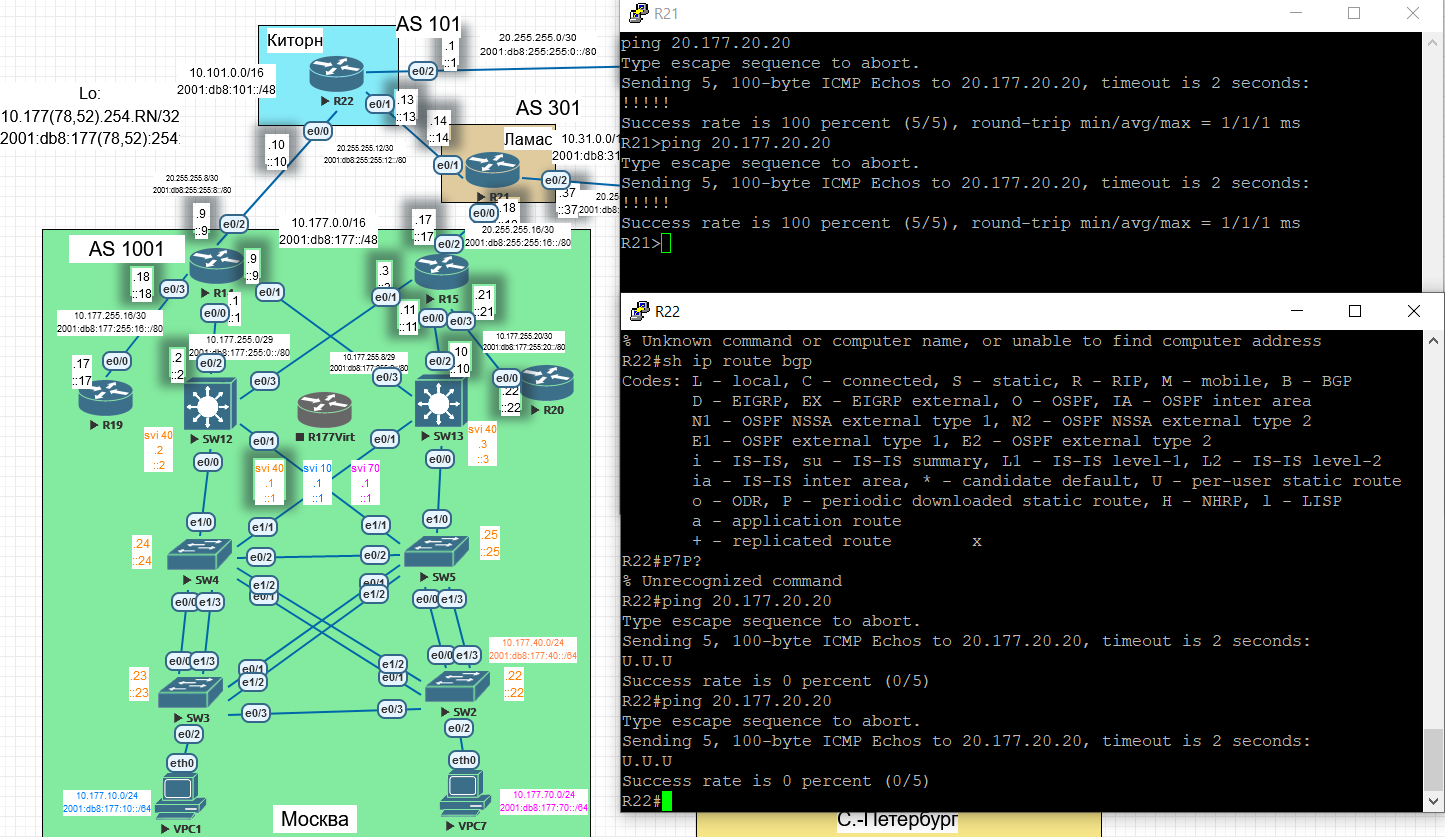 AS 101
Киторн
20.255.255.0/30
2001:db8:255:255:0::/80
.1
::1
e0/2
10.101.0.0/16
2001:db8:101::/48
R22
e0/1
.13
::13
Lo:
10.177(78,52).254.RN/32
2001:db8:177(78,52):254:
AS 301
.14
::14
Ламас
10.31.0.0/1
2001:db8:31
e0/0
.10
::10
20.255.255.12/30
2001:db8:255:255:12::/80
e0/1
R21
e0/2
.37
::37
20.255.255.8/30
2001:db8:255:255:8::/80
e0/0
.18
.9
::9
e0/2
10.177.0.0/16
2001:db8:177::/48
.17
::17
20.255.255.16/30
2001:db8:255:255:16::/80
e0/2
AS 1001
.18
::18
e0/3
R14
.9
::9
e0/1
.3
e0/1
R15
.21
::21
.11
::11
e0/0
e0/3
e0/0
.1
::1
10.177.255.16/30
2001:db8:177:255:16::/80
10.177.255.0/29
2001:db8:177:255:0::/80
10.177.255.8/29
10.177.255.20/30
2001:db8:177:255:20::/80
.17
::17
e0/0
R19
.2
::2
e0/2
e0/3
e0/3
e0/2
10
::10
e0/0
.22
::22
R20
SW12
R177Virt
SW13
svi 40
.2
::2
e0/1
e0/1
svi 40
.3
::3
e0/0
svi 40
.1
::1
svi 10
.1
::1
svi 70
.1
::1
e0/0
e1/0
e1/1
e1/1
e1/0
.24
::24
e0/2
e0/2
.25
::25
SW4
SW5
e1/2
e0/1
e0/1
e1/2
e0/0
e1/3
e0/0
e1/3
10.177.40.0/24
2001:db8:177:40::/64
e0/0
e1/3
e0/1
e1/2
e1/2
e0/1
e0/0
e1/3
.23
::23
.22
::22
SW3
e0/3
e0/3
SW2
e0/2
e0/2
eth0
eth0
10.177.10.0/24
2001:db8:177:10::/64
VPC1
Москва
10.177.70.0/24
2001:db8:177:70::/64
VPC7
С.-Петербург
R21
ping 20.177.20.20
Type escape sequence to abort.
Sending 5, 100-byte ICMP Echos to 20.177.20.20, timeout is 2 seconds:
!!!!!
Success rate is 100 percent (5/5), round-trip min/avg/max = 1/1/1 ms
R21>ping 20.177.20.20
Type escape sequence to abort.
Sending 5, 100-byte ICMP Echos to 20.177.20.20, timeout is 2 seconds:
!!!!!
Success rate is 100 percent (5/5), round-trip min/avg/max = 1/1/1 ms
R21>
R22
% Unknown command or computer name, or unable to find computer address
R22#sh ip route bgp
Codes: L - local, C - connected, S - static, R - RIP, M - mobile, B - BGP
D - EIGRP, EX - EIGRP external, O - OSPF, IA - OSPF inter area
N1 - OSPF NSSA external type 1, N2 - OSPF NSSA external type 2
E1 - OSPF external type 1, E2 - OSPF external type 2
i - IS-IS, su - IS-IS summary, L1 - IS-IS level-1, L2 - IS-IS level-2
ia - IS-IS inter area, * - candidate default, U - per-user static route
o - ODR, P - periodic downloaded static route, H - NHRP, l - LISP
a - application route
+ - replicated route x
R22#P7P?
% Unrecognized command
R22#ping 20.177.20.20
Type escape sequence to abort.
Sending 5, 100-byte ICMP Echos to 20.177.20.20, timeout is 2 seconds:
U.U.U
Success rate is 0 percent (0/5)
R22#ping 20.177.20.20
Type escape sequence to abort.
Sending 5, 100-byte ICMP Echos to 20.177.20.20, timeout is 2 seconds:
U.U.U
Success rate is 0 percent (0/5)
R22#